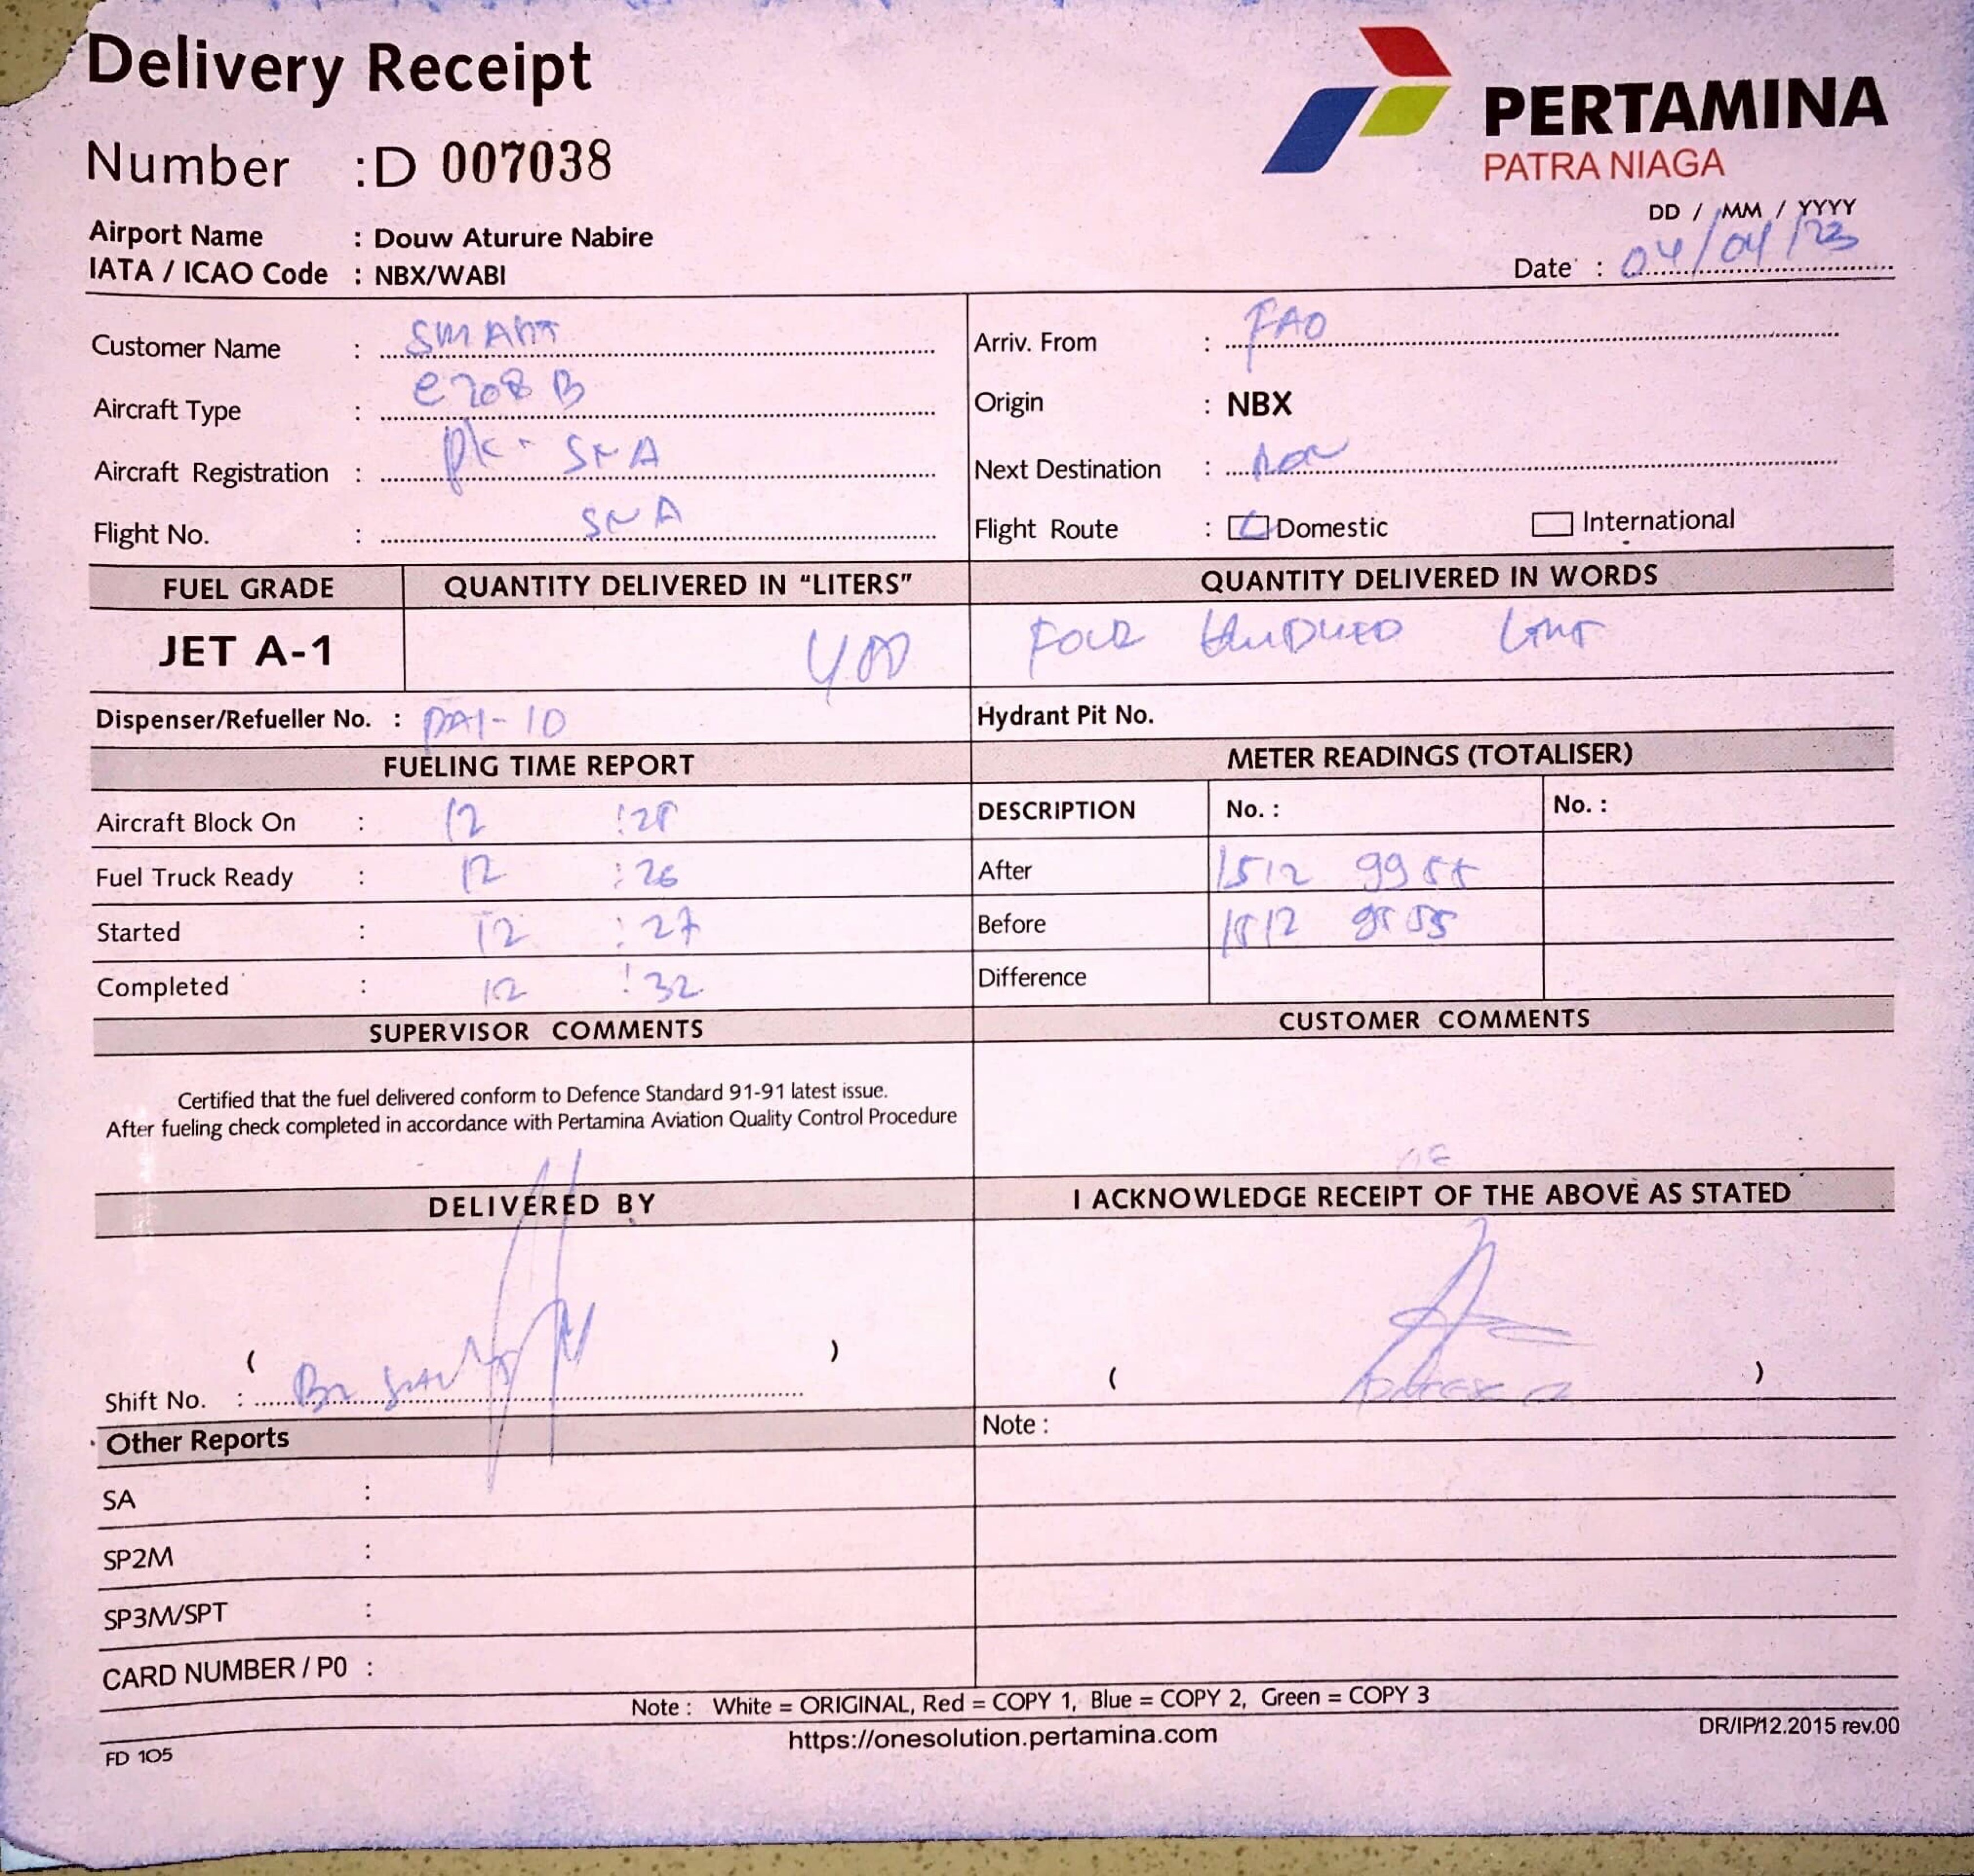 Delivery Receipt
PERTAMINA
PATRA NIAGA
Number : D 007038
DD / MM / YYYY
Airport Name : Douw Aturure Nabire
IATA / ICAO Code : NBX/WABI
Date : 04/04/23
Customer Name : SMART
Arriv. From : FAO
Aircraft Type : C208 B
Origin : NBX
Aircraft Registration : PK - SNA
Next Destination :
Flight No. : SNA
Flight Route : Domestic International
FUEL GRADE QUANTITY DELIVERED IN “LITERS” QUANTITY DELIVERED IN WORDS
JET A-1 400 FOUR HUNDRED
Dispenser/Refueller No. : - 10
Hydrant Pit No.
FUELING TIME REPORT METER READINGS (TOTALISER)
Aircraft Block On : 12 :
DESCRIPTION No. : No. :
Fuel Truck Ready : 12 : 26
After 1512 9955
Started : 12 : 27
Before 1512 9555
Completed : 12 : 32
Difference
SUPERVISOR COMMENTS CUSTOMER COMMENTS
Certified that the fuel delivered conform to Defence Standard 91-91 latest issue.
After fueling check completed in accordance with Pertamina Aviation Quality Control Procedure
DELIVERED BY I ACKNOWLEDGE RECEIPT OF THE ABOVE AS STATED
( )
( )
Shift No. :
Other Reports
Note :
SA :
SP2M :
SP3M/SPT :
CARD NUMBER / P0 :
Note : White = ORIGINAL, Red = COPY 1, Blue = COPY 2, Green = COPY 3
https://onesolution.pertamina.com
DR/IP/12.2015 rev.00
FD 105